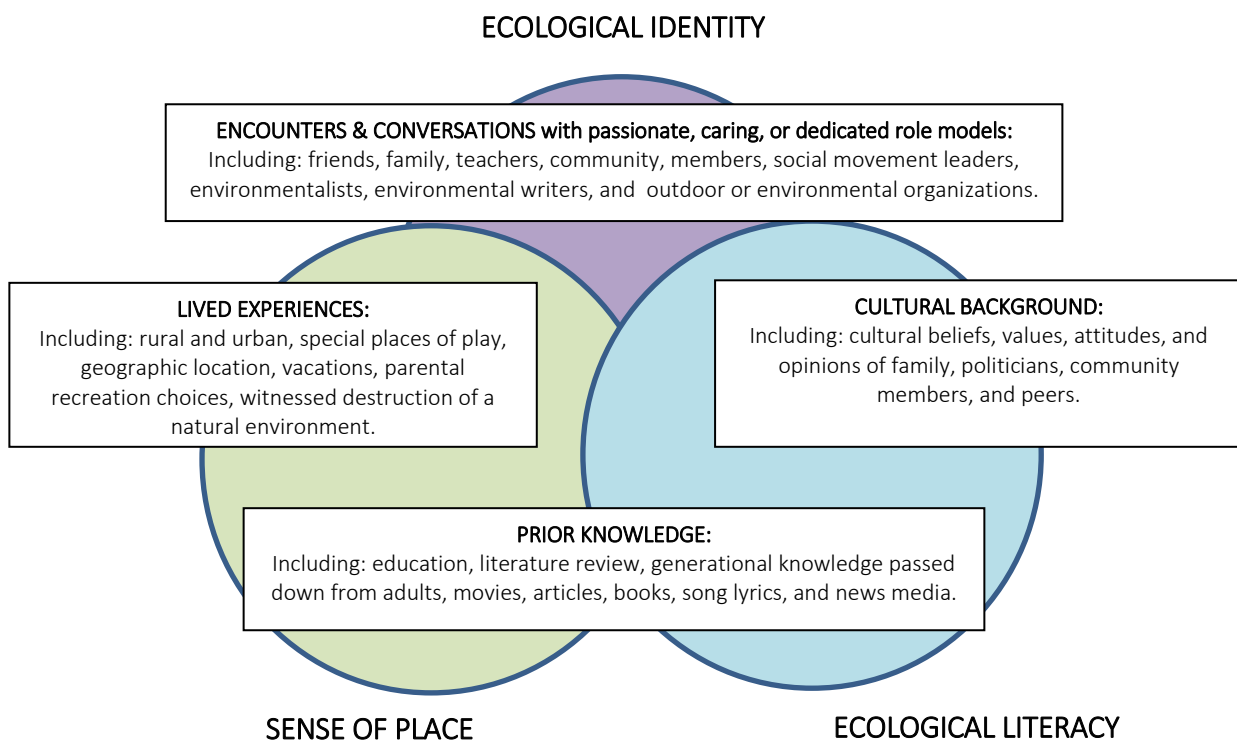 ECOLOGICAL IDENTITY
ENCOUNTERS & CONVERSATIONS with passionate, caring, or dedicated role models:
Including: friends, family, teachers, community, members, social movement leaders,
environmentalists, environmental writers, and outdoor or environmental organizations.
LIVED EXPERIENCES:
Including: rural and urban, special places of play,
geographic location, vacations, parental
recreation choices, witnessed destruction of a
natural environment.
CULTURAL BACKGROUND:
Including: cultural beliefs, values, attitudes, and
opinions of family, politicians, community
members, and peers.
PRIOR KNOWLEDGE:
Including: education, literature review, generational knowledge passed
down from adults, movies, articles, books, song lyrics, and news media.
SENSE OF PLACE
ECOLOGICAL LITERACY